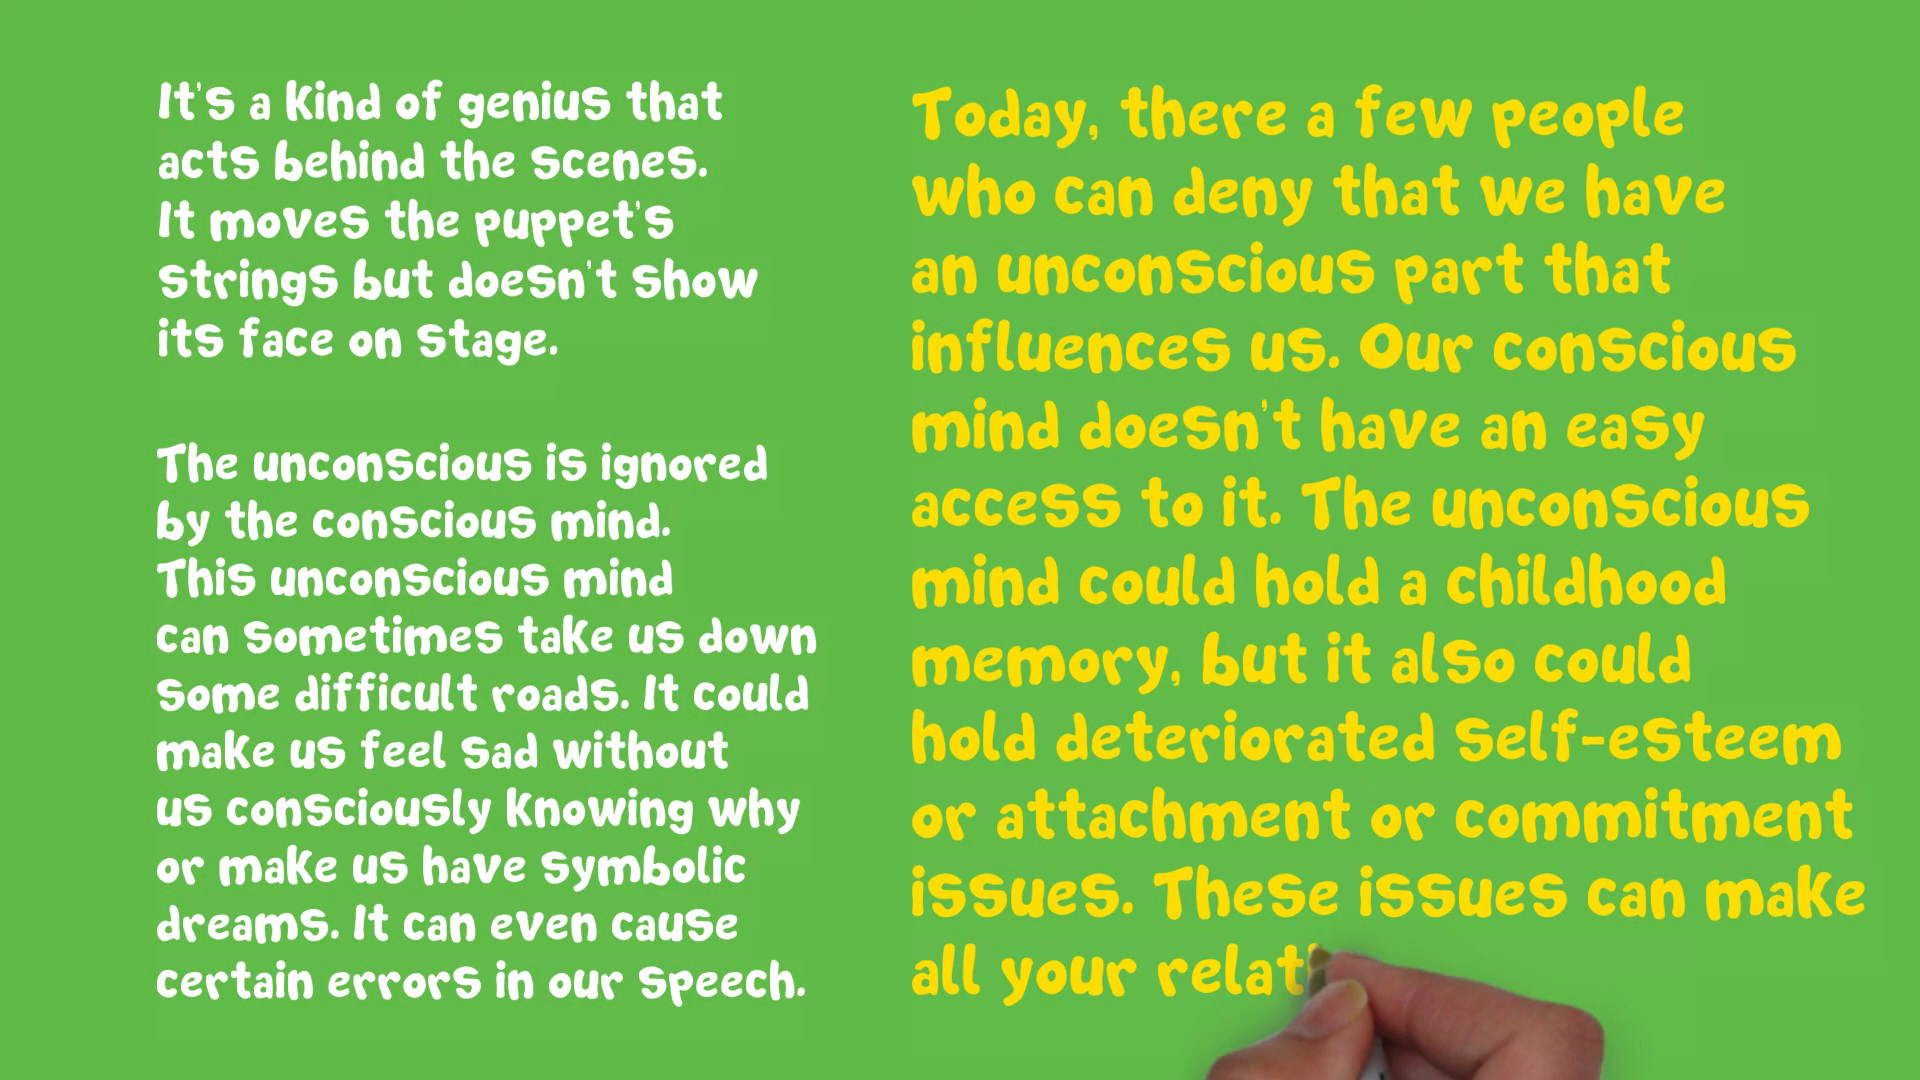 It's a kind of genius that
acts behind the scenes.
It moves the puppet's
strings but doesn't show
its face on stage.
The unconscious is ignored
by the conscious mind.
This unconscious mind
can sometimes take us down
some difficult roads. It could
make us feel sad without
us consciously knowing why
or make us have symbolic
dreams. It can even cause
certain errors in our speech.
Today, there a few people
who can deny that we have
an unconscious part that
influences us. Our conscious
mind doesn't have an easy
access to it. The unconscious
mind could hold a childhood
memory, but it also could
hold deteriorated self-esteem
or attachment or commitment
issues. These issues can make
all your relati